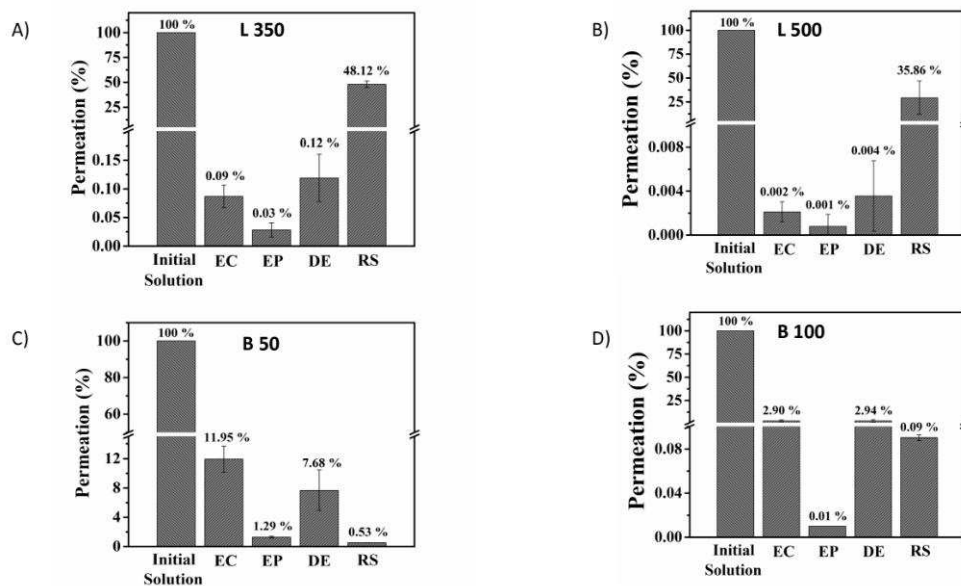 A)
L 350
Permeation (%)
100
75
50
25
0.15
0.10
0.05
0.00
100 %
0.09 %
0.03 %
0.12 %
48.12 %
Initial Solution
EC
EP
DE
RS
B)
L 500
Permeation (%)
100
75
50
25
0.008
0.004
0.000
100 %
0.002 %
0.001 %
0.004 %
35.86 %
Initial
Solution
EC
EP
DE
RS
C)
B 50
Permeation (%)
100
80
60
12
8
4
0
100 %
11.95 %
1.29 %
7.68 %
0.53 %
Initial
Solution
EC
EP
DE
RS
D)
B 100
Permeation (%)
100
75
50
25
0.08
0.04
0.00
100 %
2.90 %
0.01 %
2.94 %
0.09 %
Initial
Solution
EC
EP
DE
RS